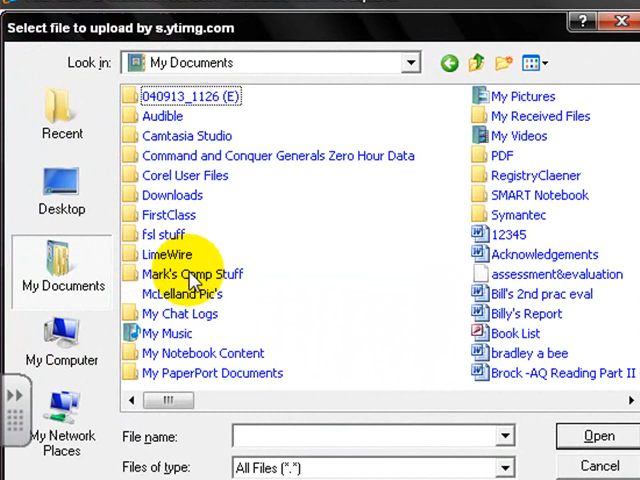 Select file to upload by s.ytimg.com
Look in: My Documents
Recent
Desktop
My Documents
My Computer
My Network
Places
040913_1126 (E)
Audible
Camtasia Studio
Command and Conquer Generals Zero Hour Data
Corel User Files
Downloads
FirstClass
fsl stuff
LimeWire
Mark's Comp Stuff
McLelland Pic's
My Chat Logs
My Music
My Notebook Content
My PaperPort Documents
My Pictures
My Received Files
My Videos
PDF
RegistryClaener
SMART Notebook
Symantec
12345
Acknowledgements
assessment&evaluation
Bill's 2nd prac eval
Billy's Report
Book List
bradley a bee
Brock -AQ Reading Part II
File name:
Open
Files of type: All Files (*.*)
Cancel